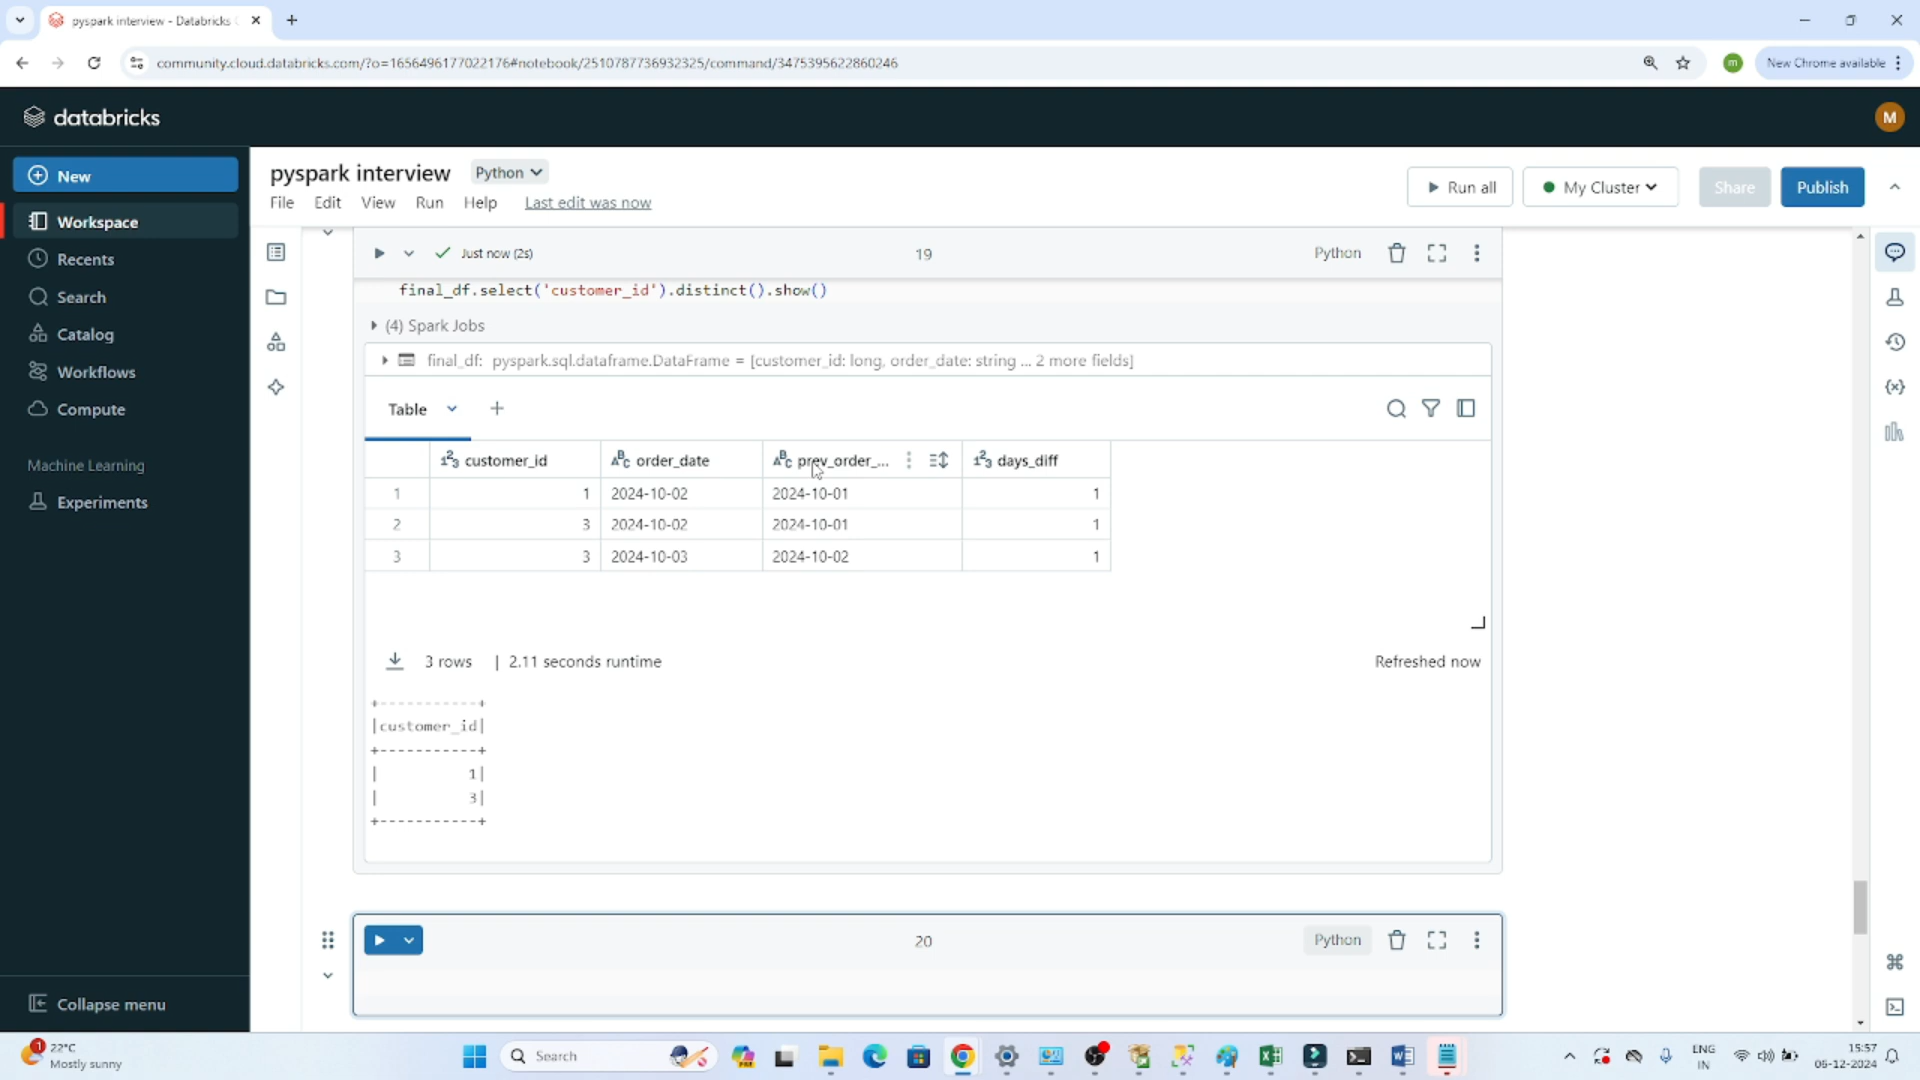 pyspark interview - Databricks C
community.cloud.databricks.com/?o=1656496177022176#notebook/2510787736932325/command/3475395622860246
m
New Chrome available
databricks
M
New
Workspace
Recents
Search
Catalog
Workflows
Compute
Machine Learning
Experiments
Collapse menu
pyspark interview
Python
File Edit View Run Help Last edit was now
Run all
My Cluster
Share
Publish
Just now (2s)
19
Python
final_df.select('customer_id').distinct().show()
(4) Spark Jobs
final_df: pyspark.sql.dataframe.DataFrame = [customer_id: long, order_date: string ... 2 more fields]
Table +
customer_id order_date prev_order_... days_diff
1 1 2024-10-02 2024-10-01 1
2 3 2024-10-02 2024-10-01 1
3 3 2024-10-03 2024-10-02 1
3 rows | 2.11 seconds runtime
Refreshed now
+-----------+
|customer_id|
+-----------+
| 1|
| 3|
+-----------+
20
Python
1
22°C
Mostly sunny
Search
ENG
IN
15:57
06-12-2024